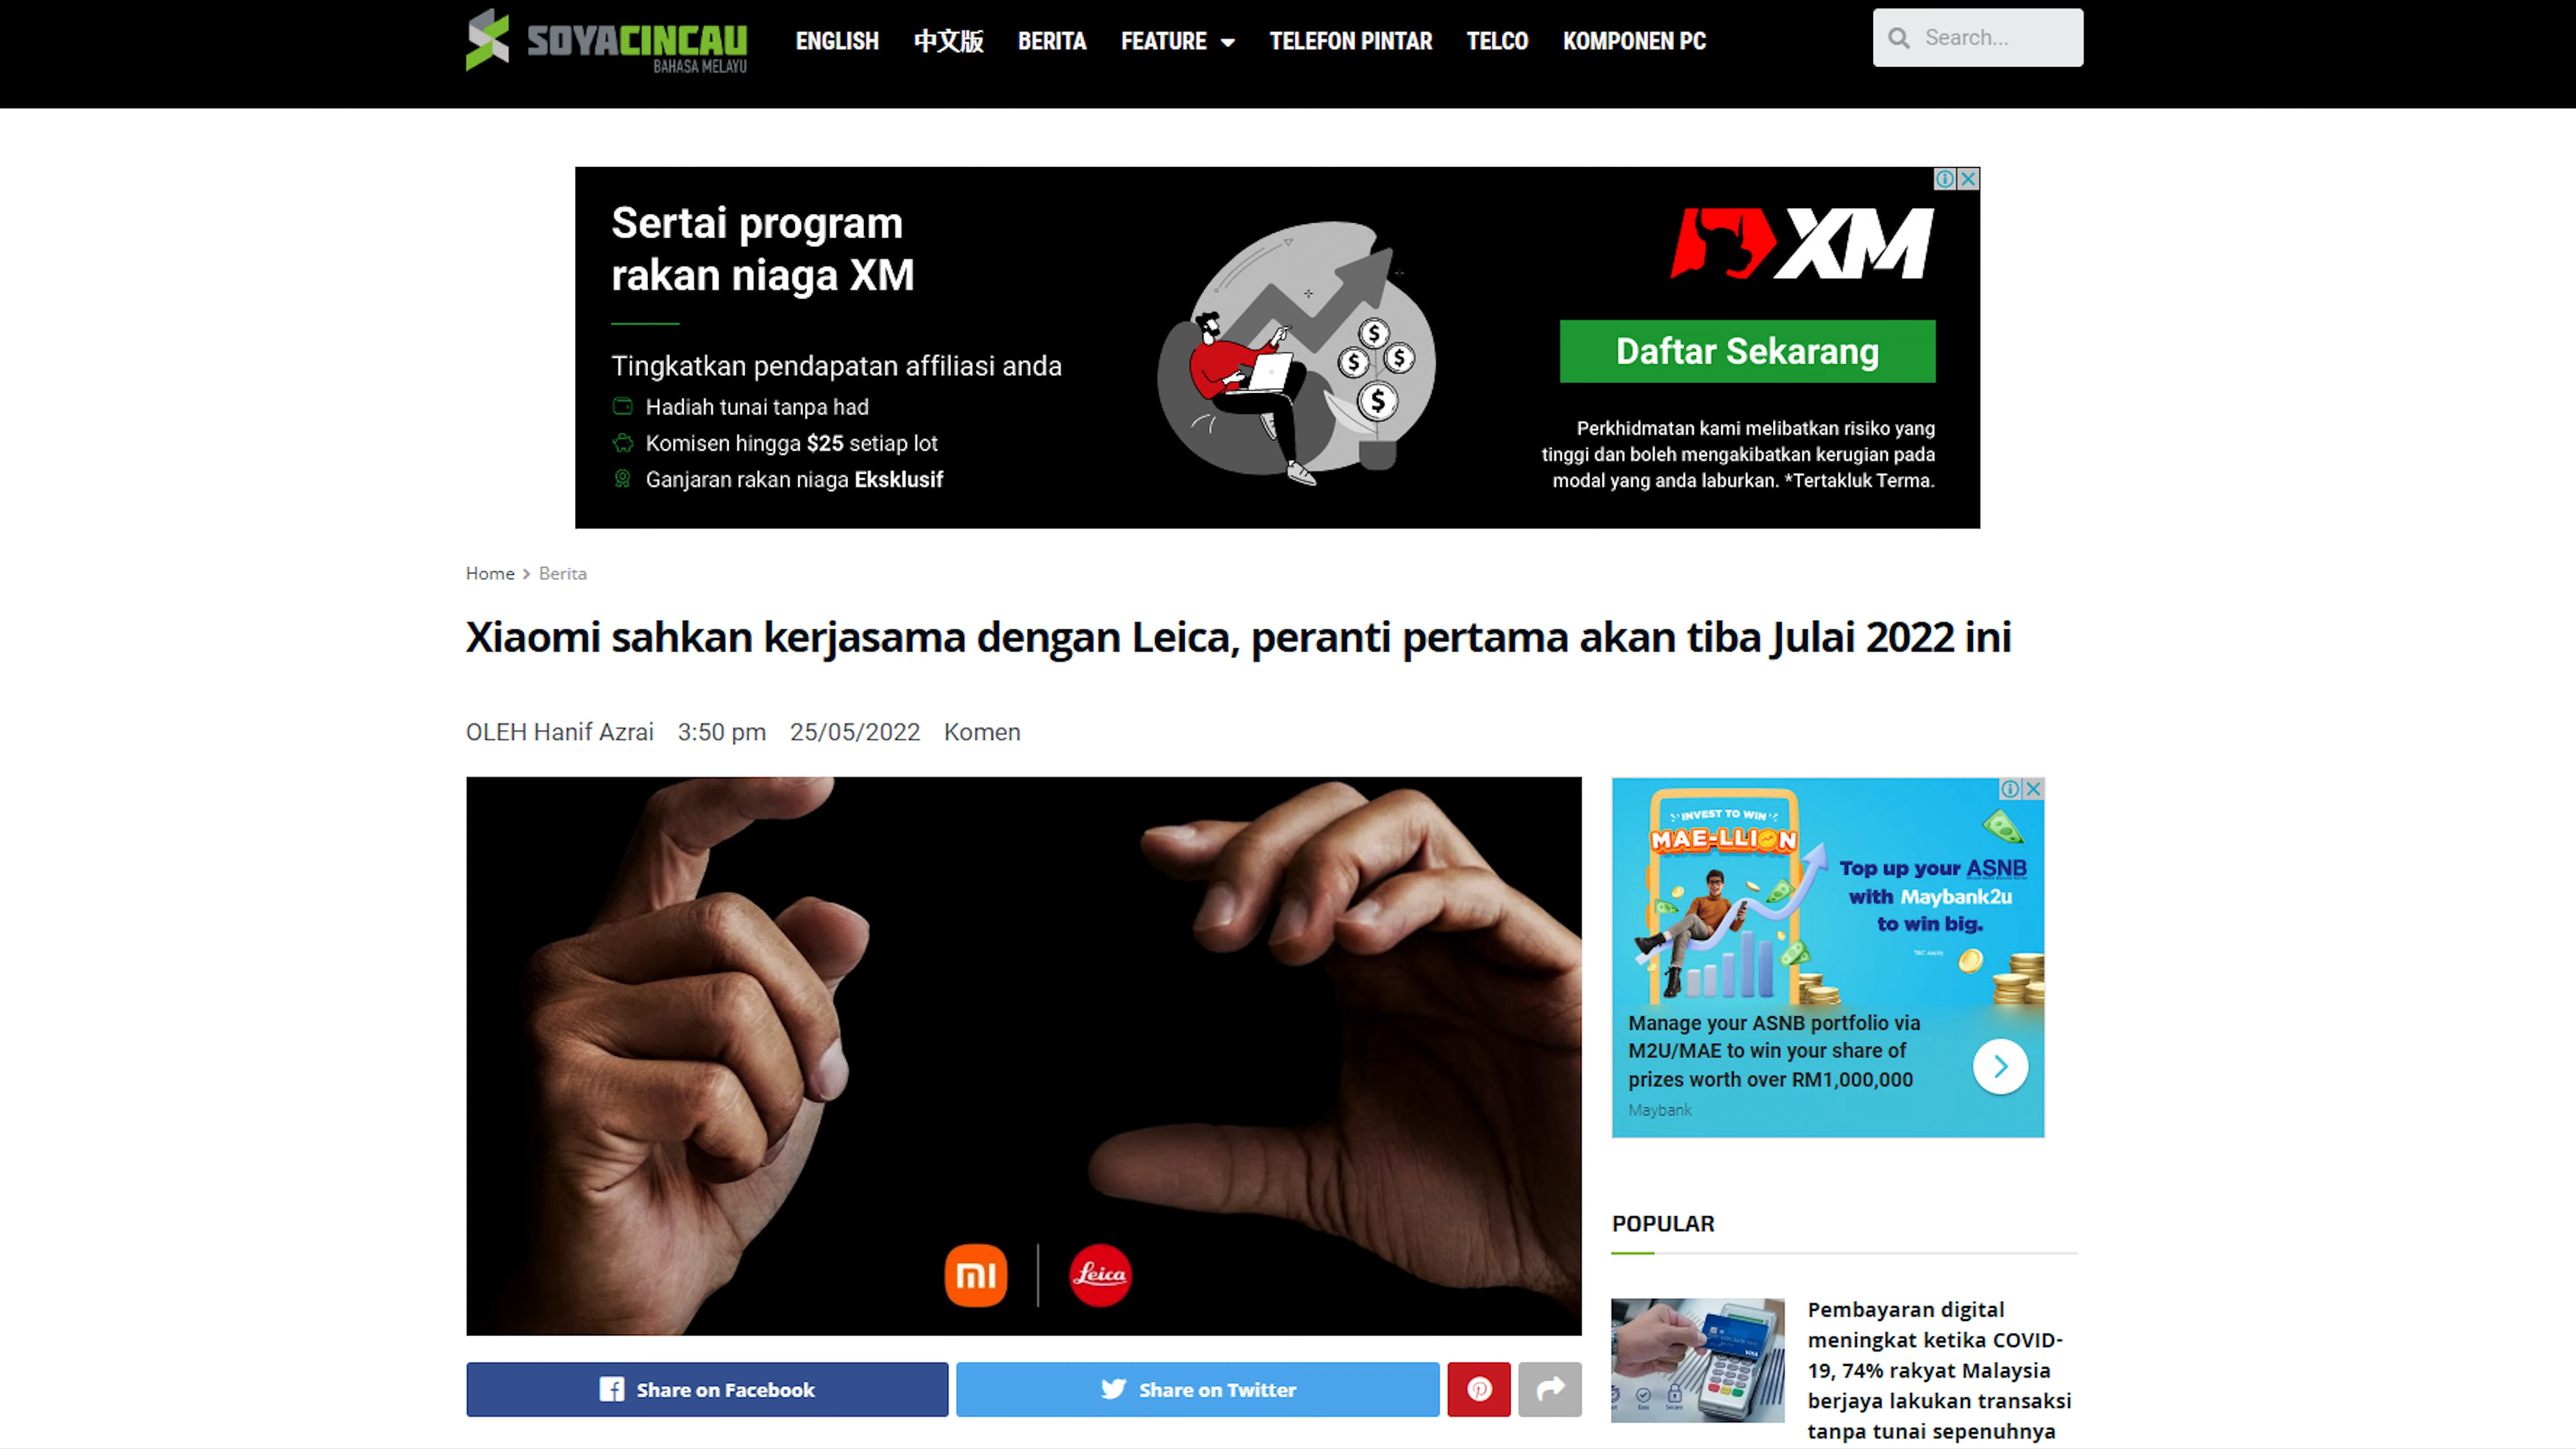 SOYACINCAU
BAHASA MELAYU
ENGLISH 中文版 BERITA FEATURE TELEFON PINTAR TELCO KOMPONEN PC
Search...
Sertai program
rakan niaga XM
Tingkatkan pendapatan affiliasi anda
Hadiah tunai tanpa had
Komisen hingga $25 setiap lot
Ganjaran rakan niaga Eksklusif
XM
Daftar Sekarang
Perkhidmatan kami melibatkan risiko yang
tinggi dan boleh mengakibatkan kerugian pada
modal yang anda laburkan. *Tertakluk Terma.
Home > Berita
Xiaomi sahkan kerjasama dengan Leica, peranti pertama akan tiba Julai 2022 ini
OLEH Hanif Azrai 3:50 pm 25/05/2022 Komen
mi
Leica
Share on Facebook
Share on Twitter
INVEST TO WIN
MAE-LLION
Top up your ASNB
with Maybank2u
to win big.
T&C apply
Manage your ASNB portfolio via
M2U/MAE to win your share of
prizes worth over RM1,000,000
Maybank
POPULAR
Pembayaran digital
meningkat ketika COVID-
19, 74% rakyat Malaysia
berjaya lakukan transaksi
tanpa tunai sepenuhnya